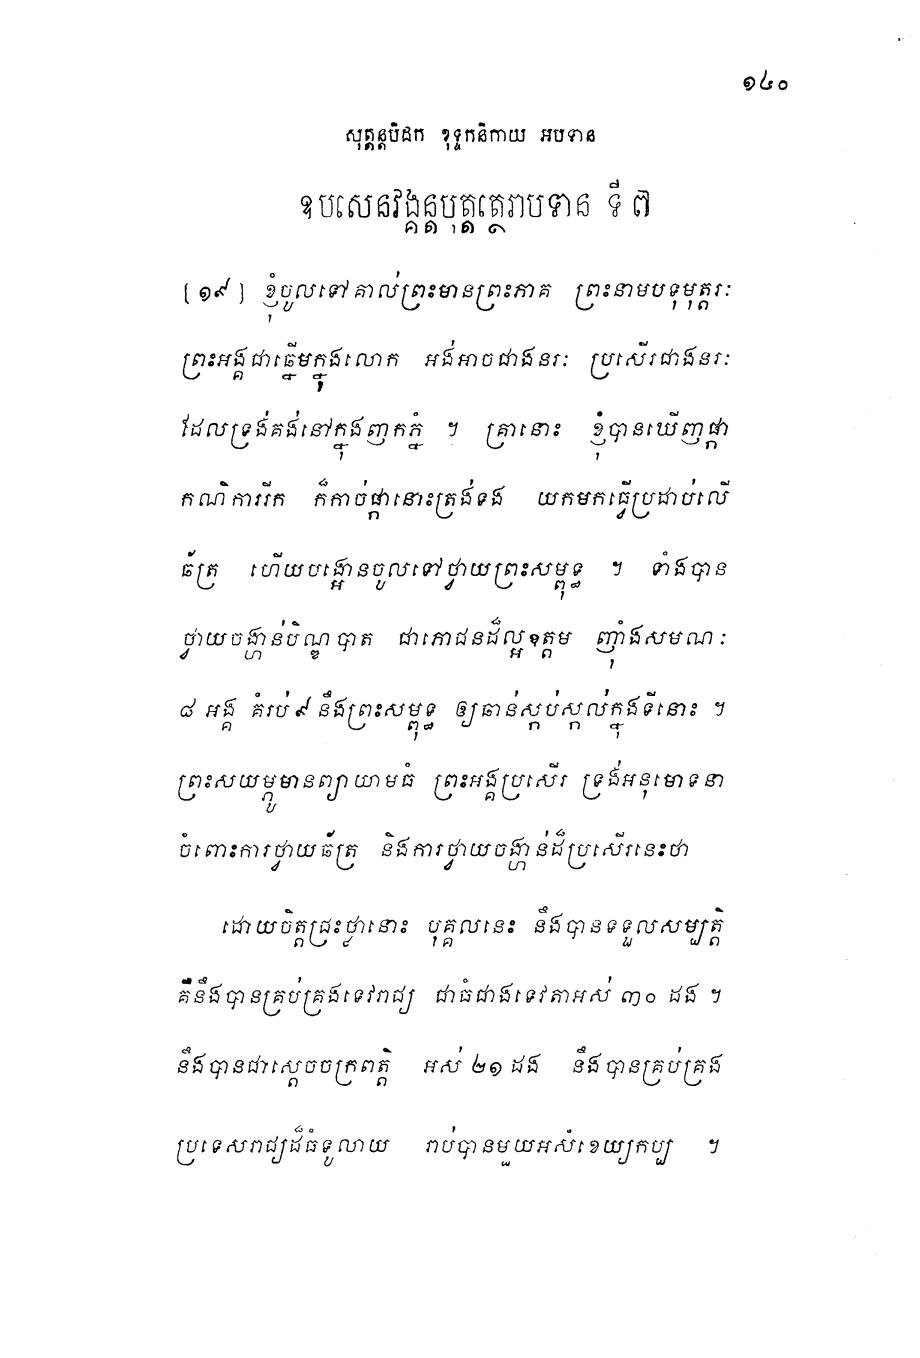 ១៤០
សុត្តន្តបិដក ខុទ្ទកនិកាយ អបទាន
ឧបសេនវង្គន្តបុត្តត្ថេរាបទាន ទី ៧
[១៩] ខ្ញុំចូលទៅគាល់ព្រះមានព្រះភាគ ព្រះនាមបទុមុត្តរៈ
ព្រះអង្គជាច្បើមក្នុងលោក អង់អាចជាងនរៈ ប្រសើរជាងនរៈ
ដែលទ្រង់គង់នៅក្នុងញកភ្នំ ។ គ្រានោះ ខ្ញុំបានឃើញផ្កា
កណិការរីក ក៏កាច់ផ្កានោះត្រង់ទង យកមកធ្វើប្រដាប់លើ
ឆ័ត្រ ហើយបង្អោនចូលទៅថ្វាយព្រះសម្ពុទ្ធ ។ ទាំងបាន
ថ្វាយចង្ហាន់បិណ្ឌបាត ជាភោជនដ៏ល្អឧត្តម ញ៉ាំងសមណៈ
៨ អង្គ គំរប់ ៩ នឹងព្រះសម្ពុទ្ធ ឲ្យឆាន់ស្កប់ស្កល់ក្នុងទីនោះ ។
ព្រះសយម្ភូមានព្យាយាមធំ ព្រះអង្គប្រសើរ ទ្រង់អនុមោទនា
ចំពោះការថ្វាយឆ័ត្រ និងការថ្វាយចង្ហាន់ដ៏ប្រសើរនេះថា
ដោយចិត្តជ្រះថ្លានោះ បុគ្គលនេះ នឹងបានទទួលសម្បត្តិ
គឺនឹងបានគ្រប់គ្រងទេវរាជ្យ ជាធំជាងទេវតាអស់ ៣០ ដង ។
នឹងបានជាស្តេចចក្រពត្តិ អស់ ២១ ដង នឹងបានគ្រប់គ្រង
ប្រទេសរាជ្យដ៏ធំទូលាយ រាប់បានមួយអសំខេយ្យកប្ប ។